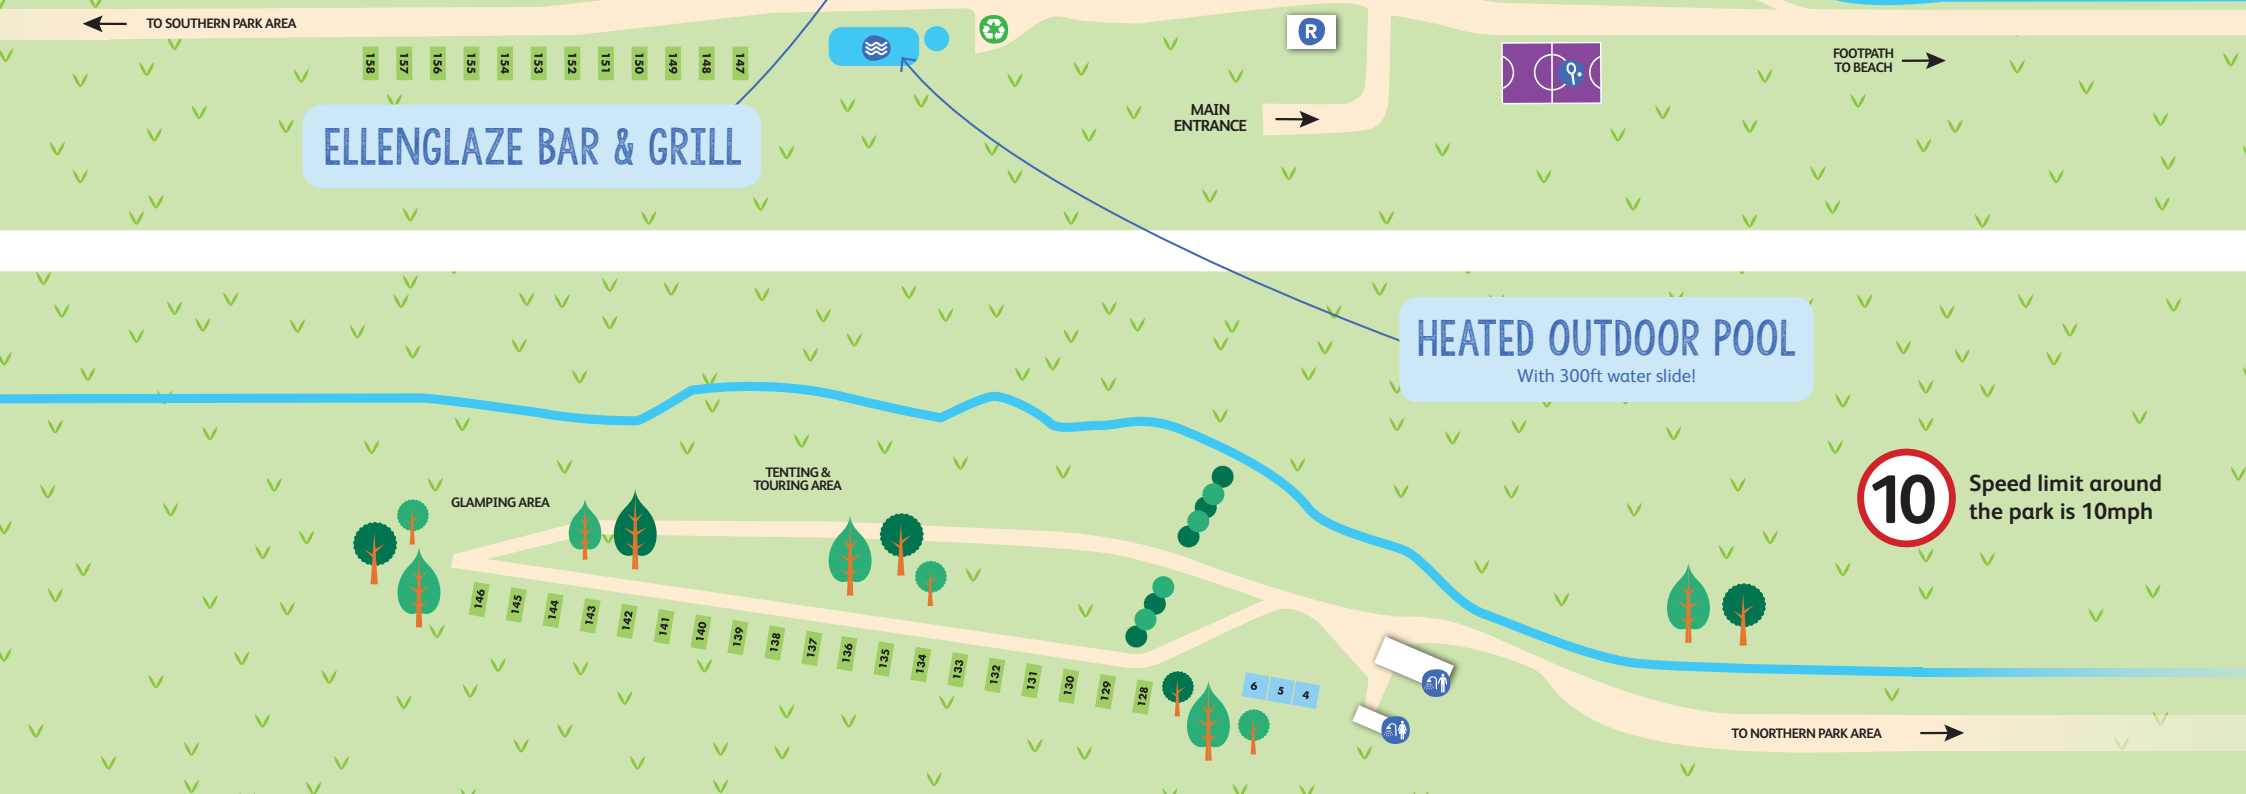 TO SOUTHERN PARK AREA
158
157
156
155
154
153
152
151
150
149
148
147
R
FOOTPATH
TO BEACH
MAIN
ENTRANCE
ELLENGLAZE BAR & GRILL
HEATED OUTDOOR POOL
With 300ft water slide!
TENTING &
TOURING AREA
GLAMPING AREA
10
Speed limit around
the park is 10mph
146
145
144
143
142
141
140
139
138
137
136
135
134
133
132
131
130
129
128
6
5
4
TO NORTHERN PARK AREA